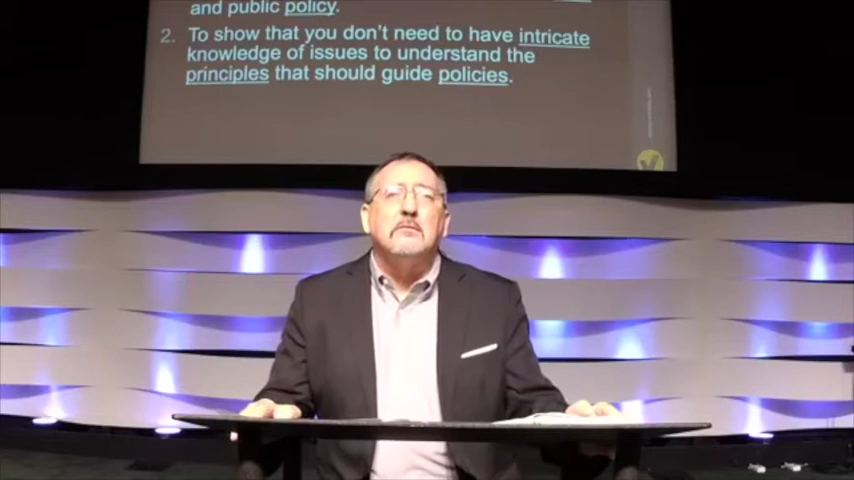 and public policy.
2. To show that you don't need to have intricate
knowledge of issues to understand the
principles that should guide policies.